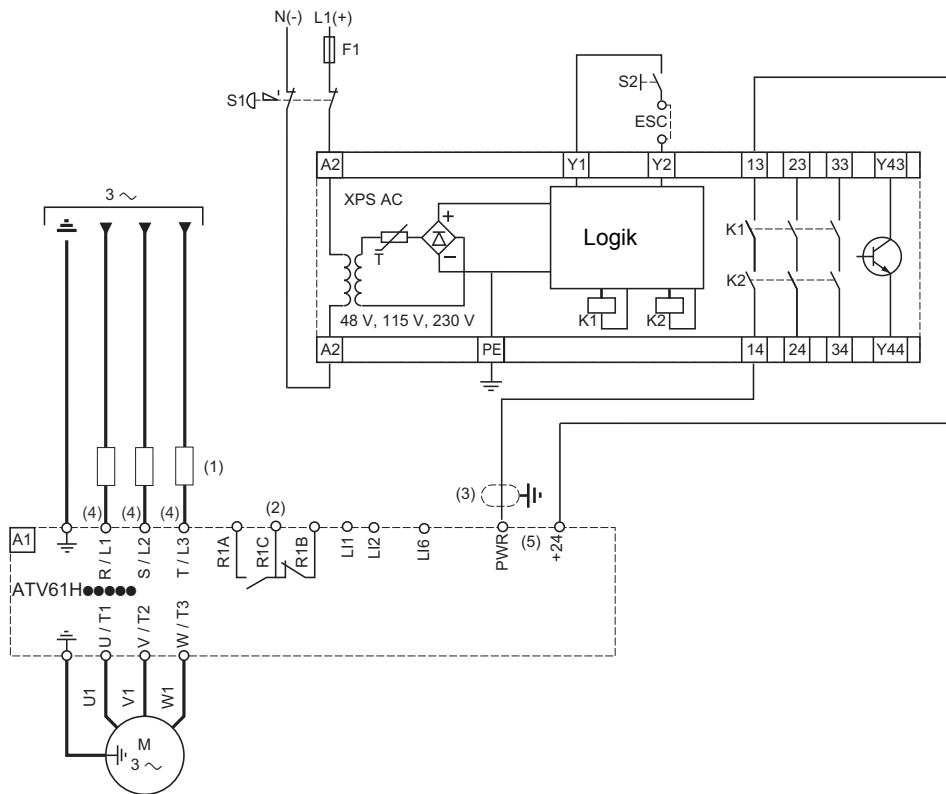 N(-) L1(+)
F1
S1
S2
ESC
A2 Y1 Y2 13 23 33 Y43
3 ~
XPS AC
+
Logik
K1
T
-
K2
48 V, 115 V, 230 V
K1 K2
A2 PE 14 24 34 Y44
(1)
(3)
(4) (4) (4) (2) (5)
A1
R / L1
S / L2
T / L3
R1A
R1C
R1B
LI1
LI2
LI6
PWR
+24
ATV61H●●●●●
U / T1
V / T2
W / T3
U1
V1
W1
M
3 ~